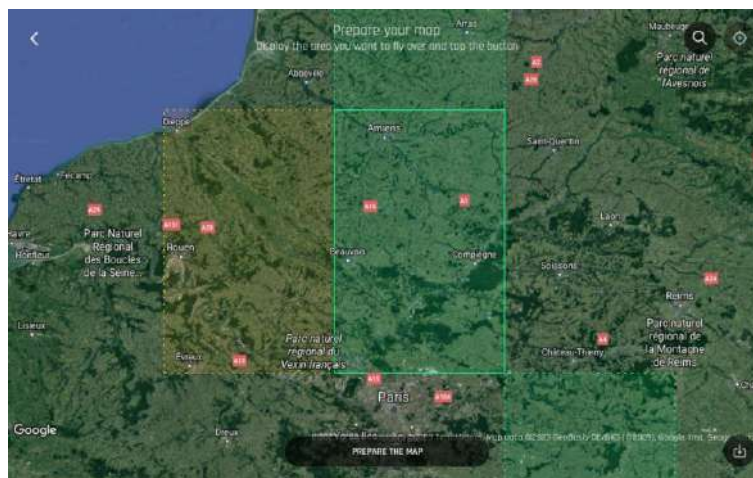 Prepare your map
Display the area you want to fly over and tap the button
Arras
Maubeuge
Parc naturel
régional de
l'Avesnois
A2
A26
Abbeville
Dieppe
Amiens
Saint-Quentin
Étretat
Fécamp
A29
A151
A28
A16
A1
Laon
Parc Naturel
Régional
des Boucles
de la Seine...
Rouen
Beauvais
Compiègne
Soissons
Honfleur
A34
Reims
Lisieux
Parc naturel
régional du
Vexin français
Parc naturel
régional de
la Montagne
de Reims
A4
Château-Thierry
Évreux
A13
A15
Paris
A104
Google
Dreux
PREPARE THE MAP